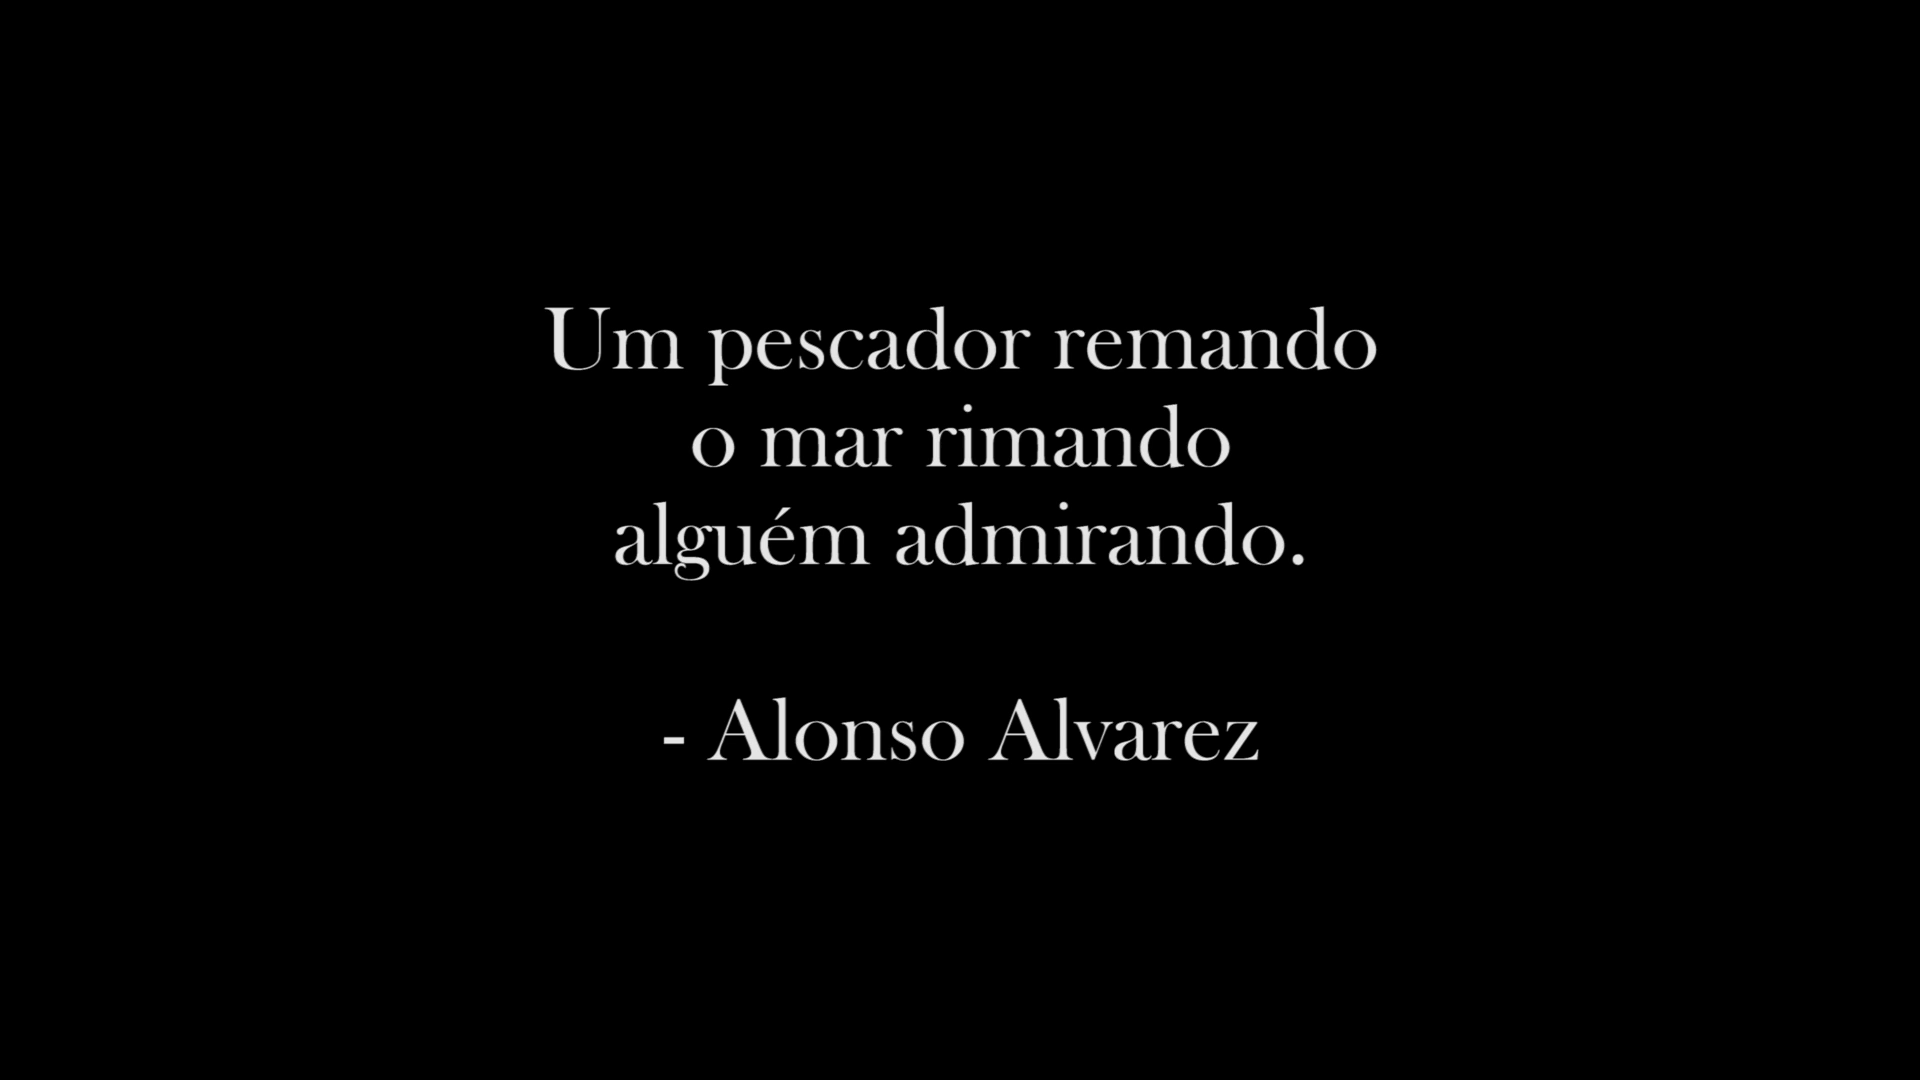 Um pescador remando
o mar rimando
alguém admirando.
- Alonso Alvarez